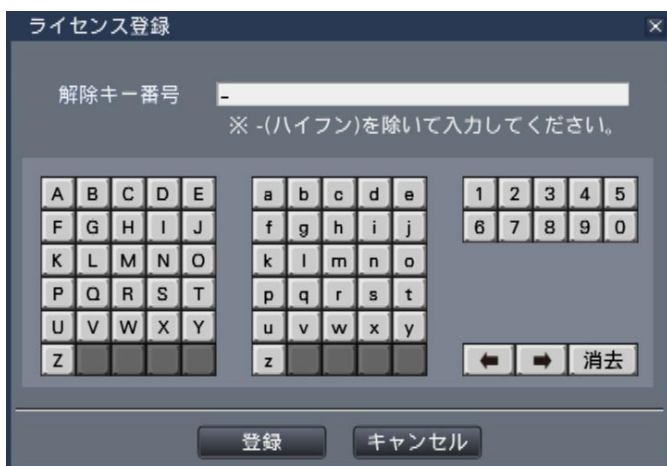 ライセンス登録 ×
解除キー番号 -
※ -(ハイフン)を除いて入力してください。
A B C D E a b c d e 1 2 3 4 5
F G H I J f g h i j 6 7 8 9 0
K L M N O k l m n o
P Q R S T p q r s t
U V W X Y u v w x y
Z z ← → 消去
登録 キャンセル